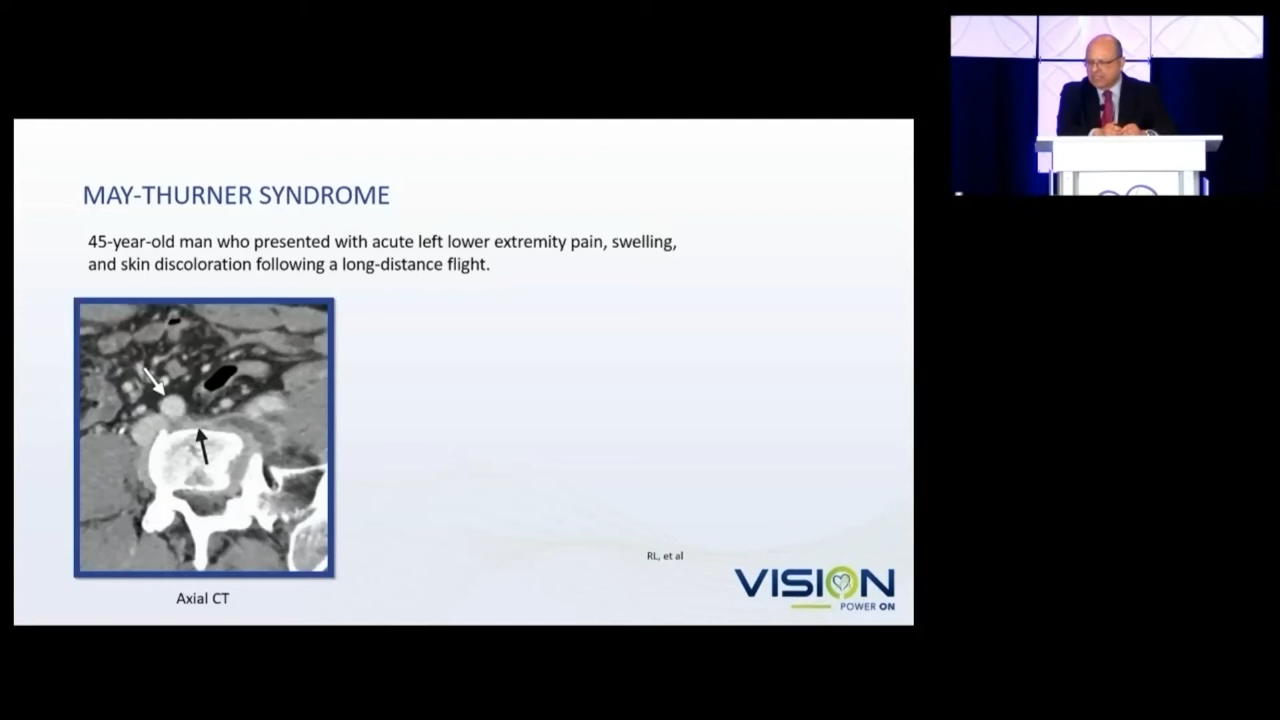 MAY-THURNER SYNDROME
45-year-old man who presented with acute left lower extremity pain, swelling,
and skin discoloration following a long-distance flight.
Axial CT
RL, et al
VISION
POWER ON